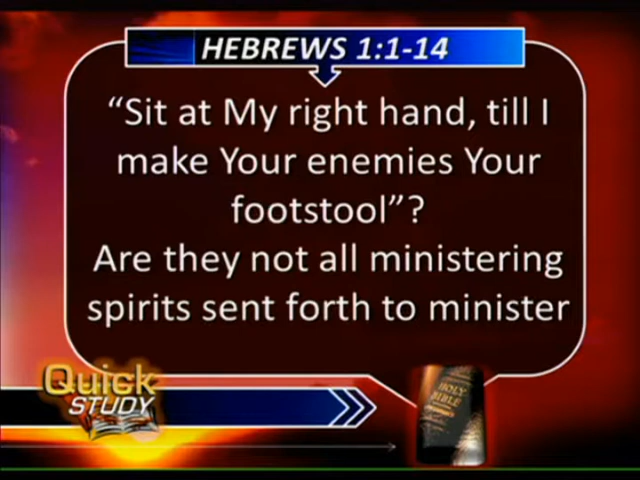 HEBREWS 1:1-14
“Sit at My right hand, till I
make Your enemies Your
footstool”?
Are they not all ministering
spirits sent forth to minister
Quick
STUDY
HOLY
BIBLE